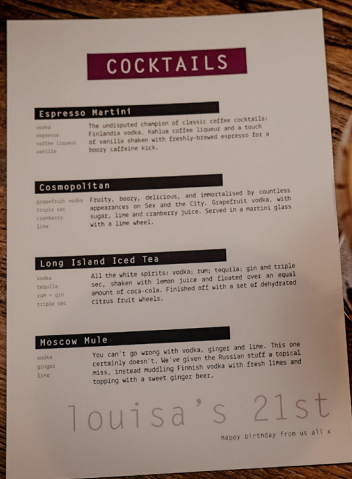 COCKTAILS
Espresso Martini
vodka
espresso
coffee liqueur
vanilla
The undisputed champion of classic coffee cocktails:
Finlandia vodka, Kahlua coffee liqueur and a touch
of vanilla shaken with freshly-brewed espresso for a
boozy caffeine kick.
Cosmopolitan
grapefruit vodka
triple sec
cranberry
lime
Fruity, boozy, delicious, and immortalised by countless
appearances on Sex and the City. Grapefruit vodka, with
sugar, lime and cranberry juice. Served in a martini glass
with a lime wheel.
Long Island Iced Tea
vodka
tequila
rum + gin
triple sec
All the white spirits: vodka; rum; tequila; gin and triple
sec, shaken with lemon juice and floated over an equal
amount of coca-cola. Finished off with a set of dehydrated
citrus fruit wheels.
Moscow Mule
vodka
ginger
lime
You can't go wrong with vodka, ginger and lime. This one
certainly doesn't. We've given the Russian stuff a topical
miss, instead muddling Finnish vodka with fresh limes and
topping with a sweet ginger beer.
louisa's 21st
happy birthday from us all x